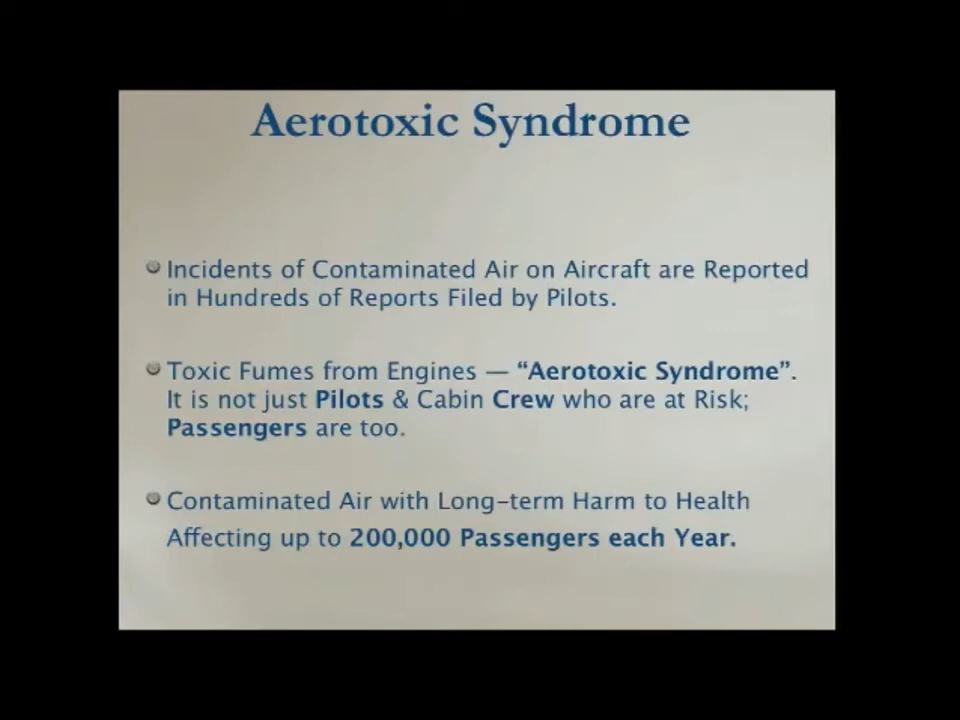 Aerotoxic Syndrome
Incidents of Contaminated Air on Aircraft are Reported
in Hundreds of Reports Filed by Pilots.
Toxic Fumes from Engines — “Aerotoxic Syndrome”.
It is not just Pilots & Cabin Crew who are at Risk;
Passengers are too.
Contaminated Air with Long-term Harm to Health
Affecting up to 200,000 Passengers each Year.